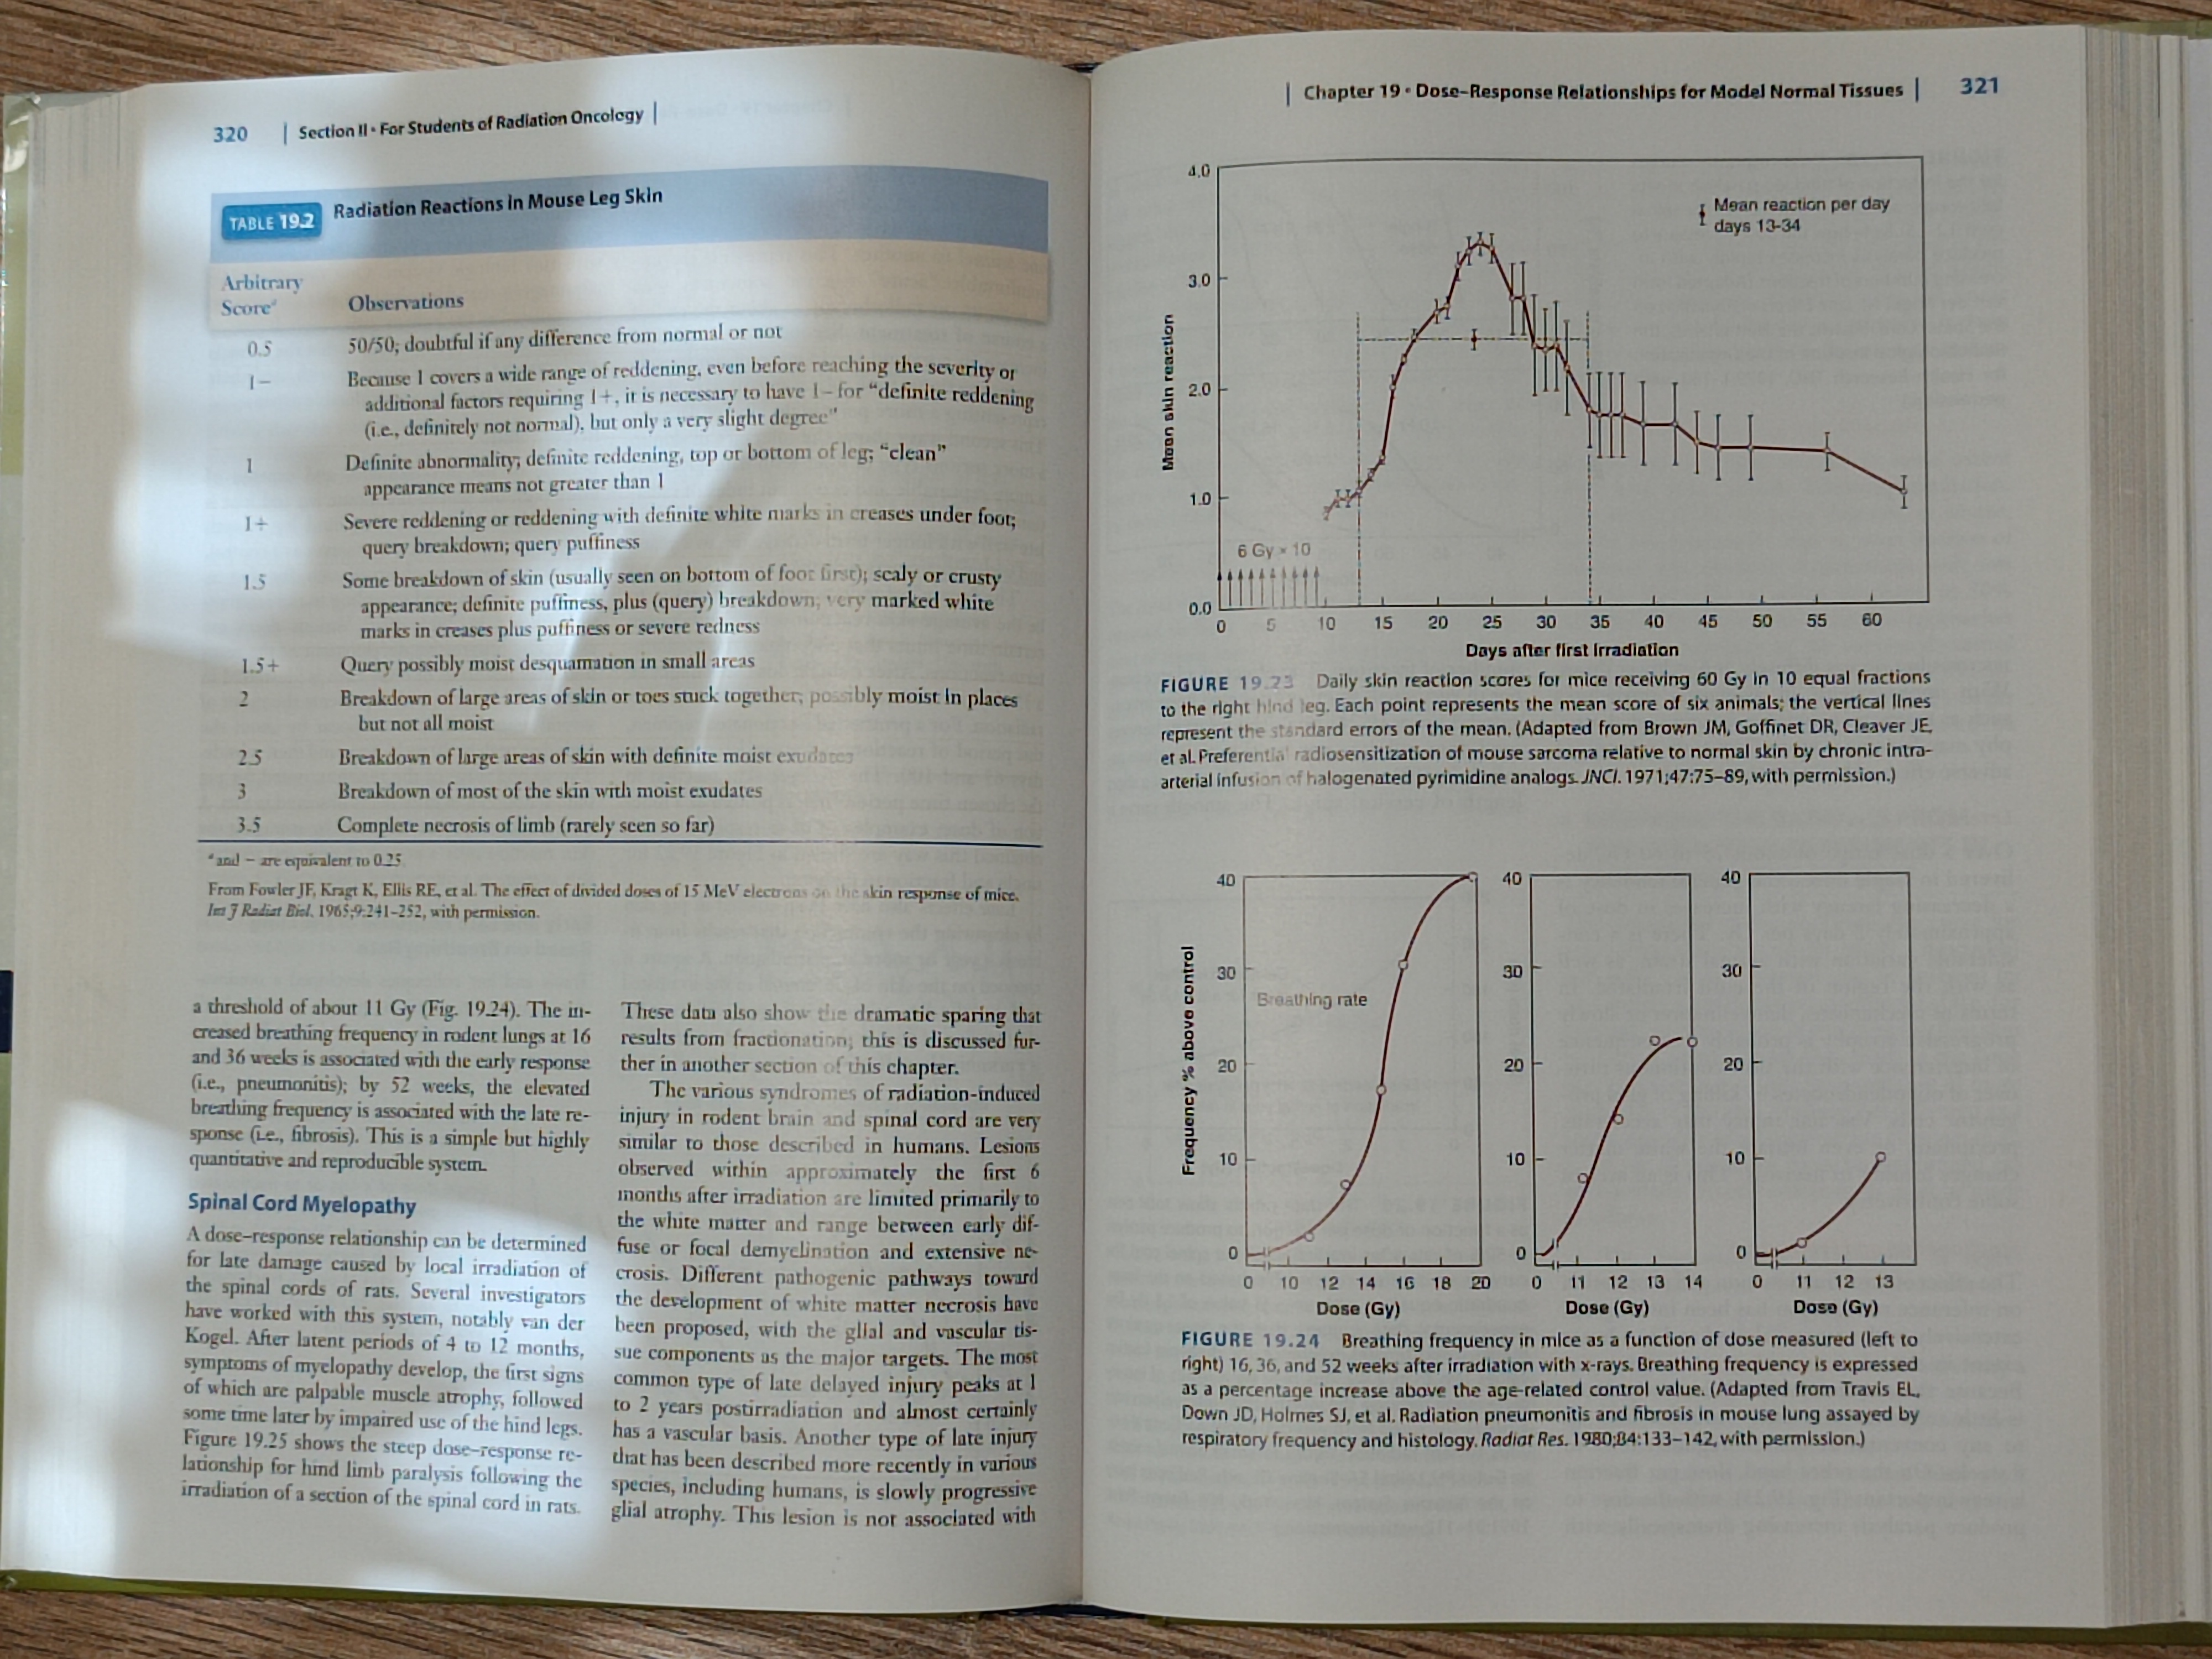 320 | Section II • For Students of Radiation Oncology |
TABLE 19.2 Radiation Reactions in Mouse Leg Skin
Arbitrary
Scoreᵃ Observations
0.5 50/50; doubtful if any difference from normal or not
1− Because 1 covers a wide range of reddening, even before reaching the severity or
additional factors requiring 1+, it is necessary to have 1− for “definite reddening
(i.e., definitely not normal), but only a very slight degree”
1 Definite abnormality; definite reddening, top or bottom of leg; “clean”
appearance means not greater than 1
1+ Severe reddening or reddening with definite white marks in creases under foot;
query breakdown; query puffiness
1.5 Some breakdown of skin (usually seen on bottom of foot first); scaly or crusty
appearance; definite puffiness, plus (query) breakdown; very marked white
marks in creases plus puffiness or severe redness
1.5+ Query possibly moist desquamation in small areas
2 Breakdown of large areas of skin or toes stuck together; possibly moist in places
but not all moist
2.5 Breakdown of large areas of skin with definite moist exudates
3 Breakdown of most of the skin with moist exudates
3.5 Complete necrosis of limb (rarely seen so far)
ᵃ and − are equivalent to 0.25.
From Fowler JF, Kragt K, Ellis RE, et al. The effect of divided doses of 15 MeV electrons on the skin response of mice.
Int J Radiat Biol. 1965;9:241–252, with permission.
a threshold of about 11 Gy (Fig. 19.24). The in-
creased breathing frequency in rodent lungs at 16
and 36 weeks is associated with the early response
(i.e., pneumonitis); by 52 weeks, the elevated
breathing frequency is associated with the late re-
sponse (i.e., fibrosis). This is a simple but highly
quantitative and reproducible system.
Spinal Cord Myelopathy
A dose–response relationship can be determined
for late damage caused by local irradiation of
the spinal cords of rats. Several investigators
have worked with this system, notably van der
Kogel. After latent periods of 4 to 12 months,
symptoms of myelopathy develop, the first signs
of which are palpable muscle atrophy, followed
some time later by impaired use of the hind legs.
Figure 19.25 shows the steep dose–response re-
lationship for hind limb paralysis following the
irradiation of a section of the spinal cord in rats.
These data also show the dramatic sparing that
results from fractionation; this is discussed fur-
ther in another section of this chapter.
The various syndromes of radiation-induced
injury in rodent brain and spinal cord are very
similar to those described in humans. Lesions
observed within approximately the first 6
months after irradiation are limited primarily to
the white matter and range between early dif-
fuse or focal demyelination and extensive ne-
crosis. Different pathogenic pathways toward
the development of white matter necrosis have
been proposed, with the glial and vascular tis-
sue components as the major targets. The most
common type of late delayed injury peaks at 1
to 2 years postirradiation and almost certainly
has a vascular basis. Another type of late injury
that has been described more recently in various
species, including humans, is slowly progressive
glial atrophy. This lesion is not associated with
| Chapter 19 • Dose–Response Relationships for Model Normal Tissues | 321
4.0
3.0
2.0
1.0
0.0
Mean skin reaction
Mean reaction per day
days 13-34
6 Gy × 10
0 5 10 15 20 25 30 35 40 45 50 55 60
Days after first irradiation
FIGURE 19.23 Daily skin reaction scores for mice receiving 60 Gy in 10 equal fractions
to the right hind leg. Each point represents the mean score of six animals; the vertical lines
represent the standard errors of the mean. (Adapted from Brown JM, Goffinet DR, Cleaver JE,
et al. Preferential radiosensitization of mouse sarcoma relative to normal skin by chronic intra-
arterial infusion of halogenated pyrimidine analogs. JNCI. 1971;47:75–89, with permission.)
Frequency % above control
40
30
20
10
0
Breathing rate
0 10 12 14 16 18 20
Dose (Gy)
40
30
20
10
0
0 11 12 13 14
Dose (Gy)
40
30
20
10
0
0 11 12 13
Dose (Gy)
FIGURE 19.24 Breathing frequency in mice as a function of dose measured (left to
right) 16, 36, and 52 weeks after irradiation with x-rays. Breathing frequency is expressed
as a percentage increase above the age-related control value. (Adapted from Travis EL,
Down JD, Holmes SJ, et al. Radiation pneumonitis and fibrosis in mouse lung assayed by
respiratory frequency and histology. Radiat Res. 1980;84:133–142, with permission.)